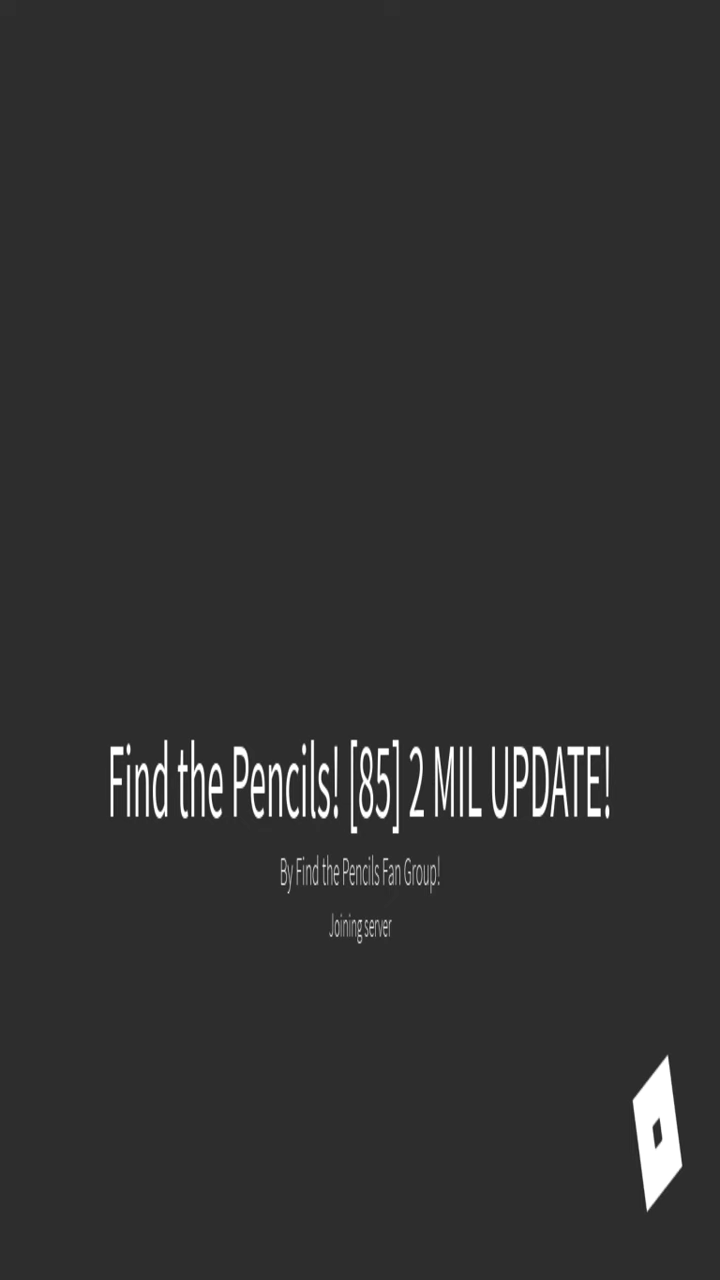 Find the Pencils! [85] 2 MIL UPDATE!
By Find the Pencils Fan Group!
Joining server